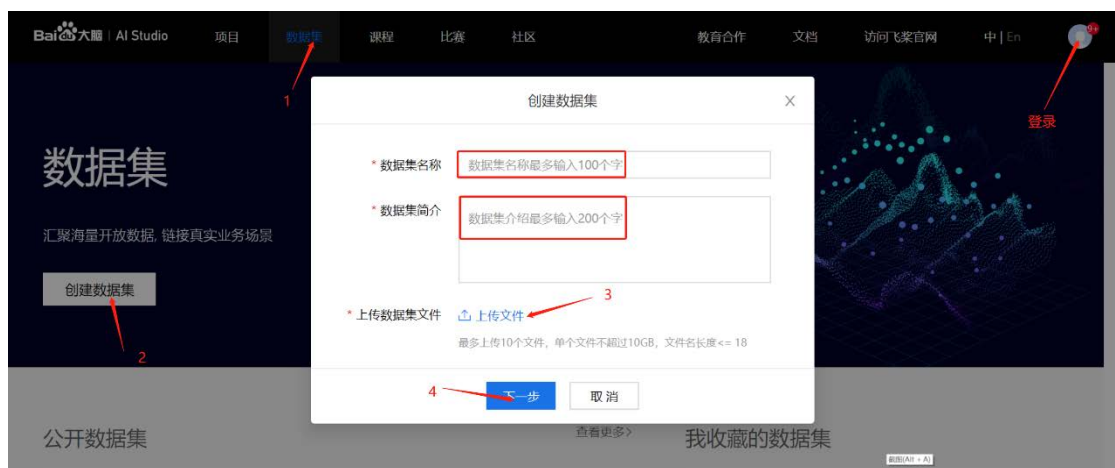 Bai大脑 | AI Studio 项目 数据集 课程 比赛 社区 教育合作 文档 访问飞桨官网 中 | En 9+
1
登录
创建数据集
数据集
* 数据集名称 数据集名称最多输入100个字
* 数据集简介 数据集介绍最多输入200个字
汇聚海量开放数据, 链接真实业务场景
创建数据集
2
3
* 上传数据集文件 上传文件
最多上传10个文件, 单个文件不超过10GB, 文件名长度<= 18
4
下一步 取消
公开数据集 查看更多> 我收藏的数据集
截图(Alt + A)